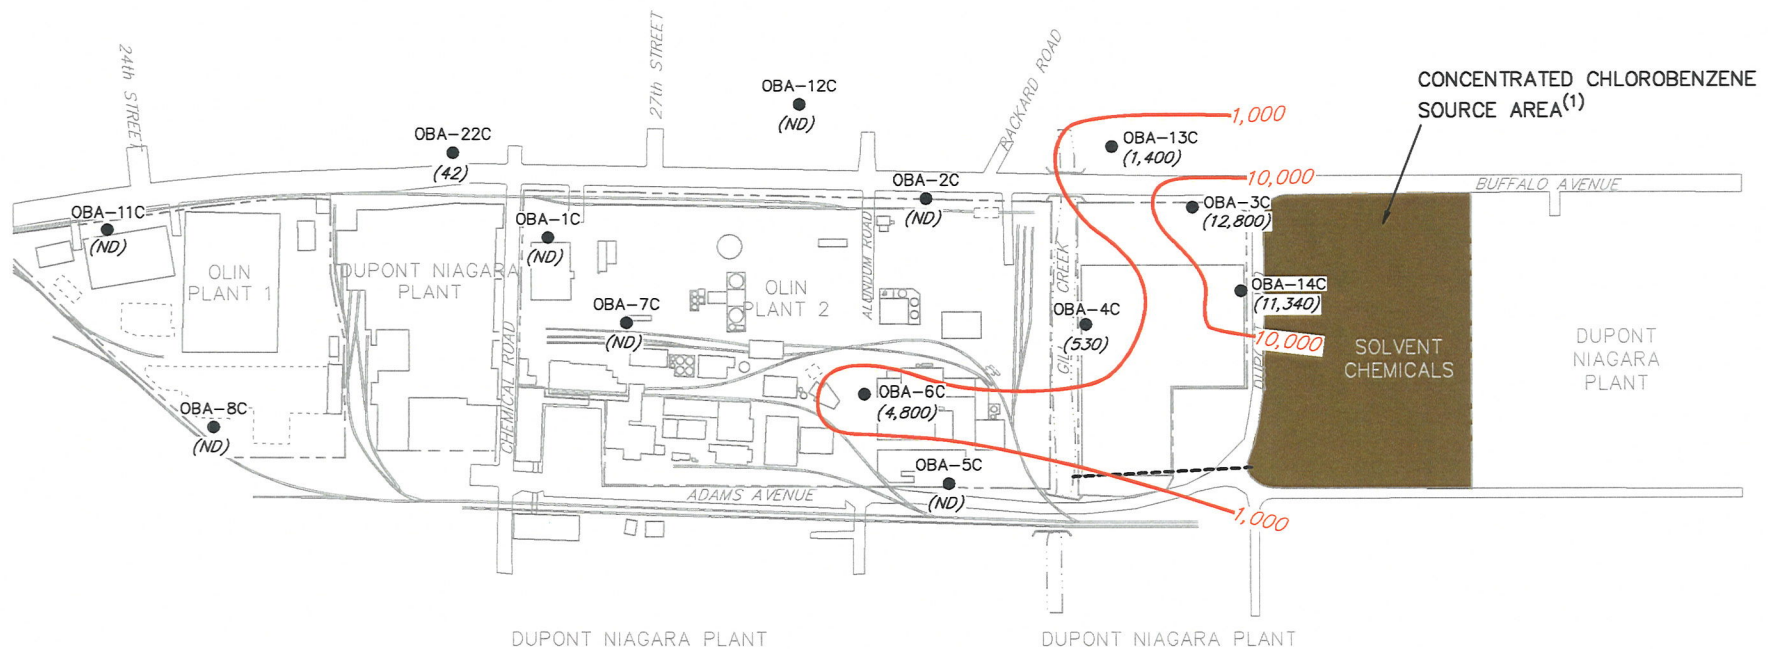 24th STREET
27th STREET
PACKARD ROAD
OBA-12C
(ND)
CONCENTRATED CHLOROBENZENE
SOURCE AREA(1)
1,000
OBA-22C
(42)
OBA-13C
(1,400)
OBA-2C
(ND)
10,000
BUFFALO AVENUE
OBA-11C
(ND)
OBA-1C
(ND)
OBA-3C
(12,800)
OLIN
PLANT 1
DUPONT NIAGARA
PLANT
OLIN
PLANT 2
ALUNDUM ROAD
GILL CREEK
OBA-14C
(11,340)
OBA-7C
(ND)
OBA-4C
(530)
10,000
SOLVENT
CHEMICALS
DUPONT
NIAGARA
PLANT
CHEMICAL ROAD
OBA-6C
(4,800)
OBA-8C
(ND)
OBA-5C
(ND)
ADAMS AVENUE
1,000
DUPONT NIAGARA PLANT
DUPONT NIAGARA PLANT